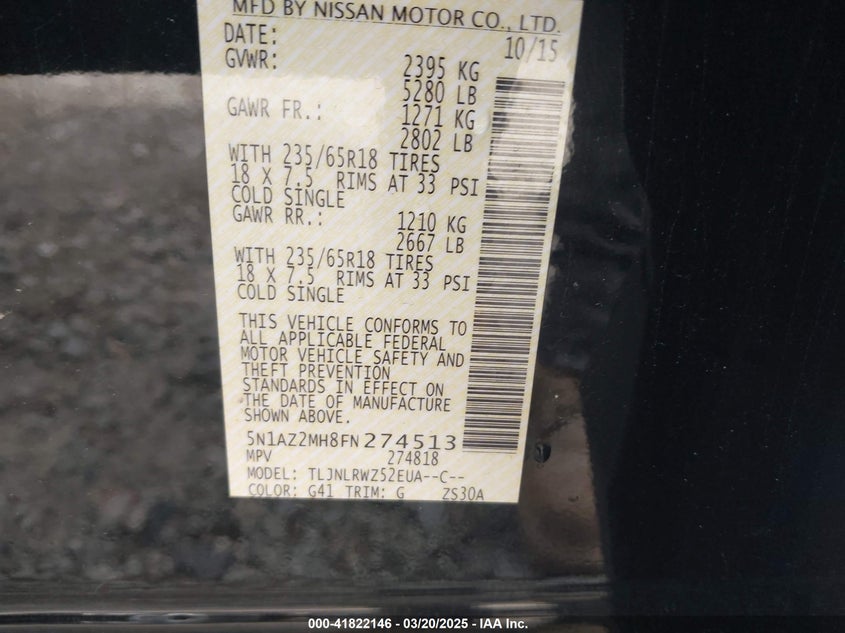 MFD BY NISSAN MOTOR CO., LTD.
DATE: 10/15
GVWR: 2395 KG
5280 LB
GAWR FR.: 1271 KG
2802 LB
WITH 235/65R18 TIRES
18 X 7.5 RIMS AT 33 PSI
COLD SINGLE
GAWR RR.: 1210 KG
2667 LB
WITH 235/65R18 TIRES
18 X 7.5 RIMS AT 33 PSI
COLD SINGLE
THIS VEHICLE CONFORMS TO
ALL APPLICABLE FEDERAL
MOTOR VEHICLE SAFETY AND
THEFT PREVENTION
STANDARDS IN EFFECT ON
THE DATE OF MANUFACTURE
SHOWN ABOVE.
5N1AZ2MH8FN274513
MPV 274818
MODEL: TLJNLRWZ52EUA--C--
COLOR: G41 TRIM: G ZS30A
000-41822146 - 03/20/2025 - IAA Inc.